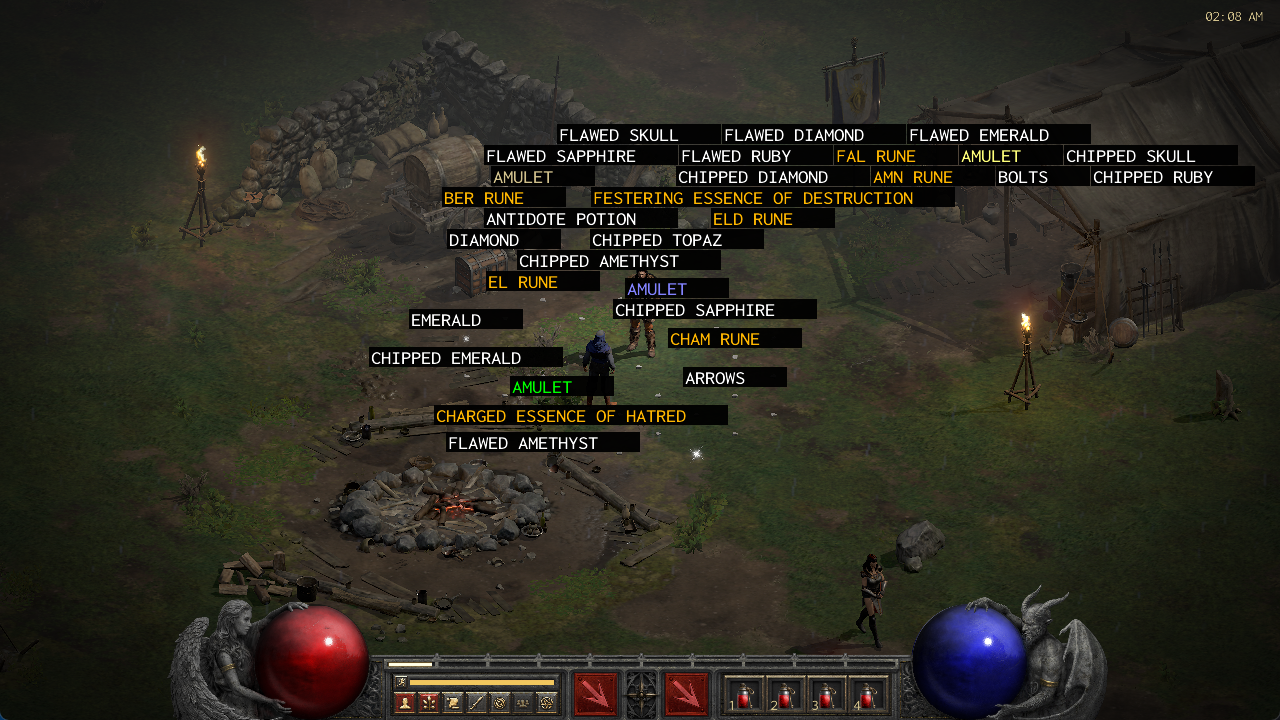 02:08 AM
FLAWED SKULL FLAWED DIAMOND FLAWED EMERALD
FLAWED SAPPHIRE FLAWED RUBY FAL RUNE AMULET CHIPPED SKULL
AMULET CHIPPED DIAMOND AMN RUNE BOLTS CHIPPED RUBY
BER RUNE FESTERING ESSENCE OF DESTRUCTION
ANTIDOTE POTION ELD RUNE
DIAMOND CHIPPED TOPAZ
CHIPPED AMETHYST
EL RUNE AMULET
CHIPPED SAPPHIRE
EMERALD
CHAM RUNE
CHIPPED EMERALD
ARROWS
AMULET
CHARGED ESSENCE OF HATRED
FLAWED AMETHYST
1 2 3 4